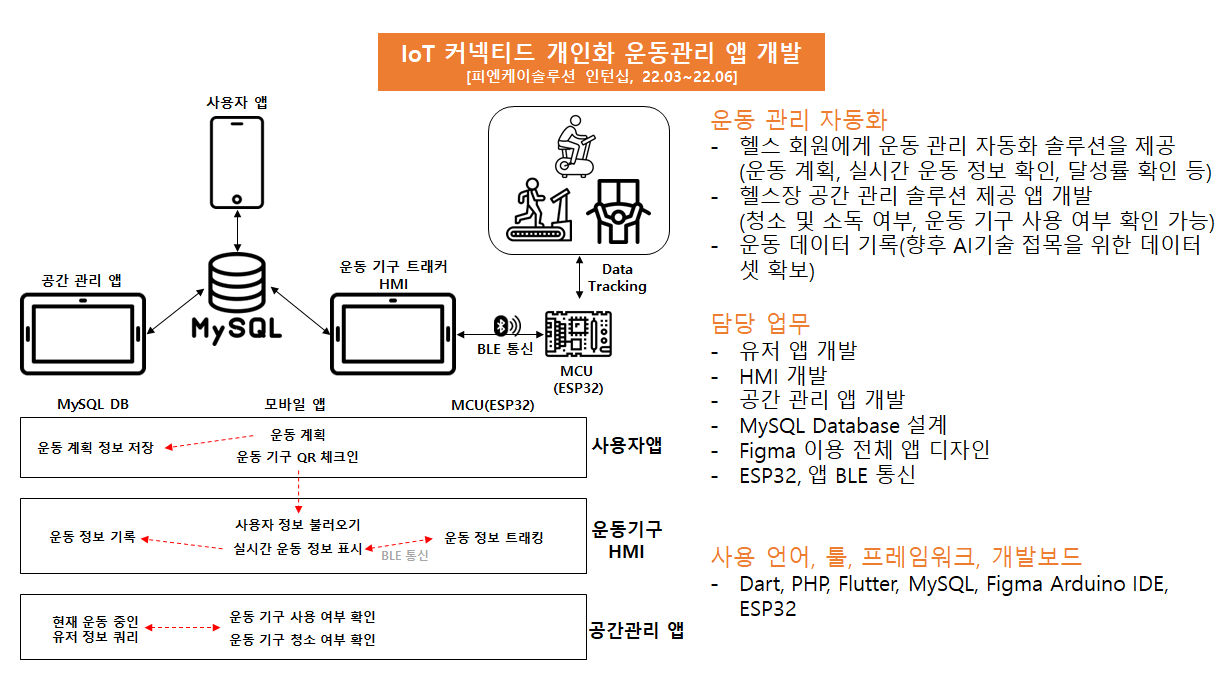 IoT 커넥티드 개인화 운동관리 앱 개발
[피엔케이솔루션 인턴십, 22.03~22.06]
사용자 앱
공간 관리 앱
MySQL
운동 기구 트래커
HMI
Data
Tracking
BLE 통신
MCU
(ESP32)
MySQL DB
모바일 앱
MCU(ESP32)
운동 계획 정보 저장
운동 계획
운동 기구 QR 체크인
사용자앱
운동 정보 기록
사용자 정보 불러오기
실시간 운동 정보 표시
BLE 통신
운동 정보 트래킹
운동기구
HMI
현재 운동 중인
유저 정보 쿼리
운동 기구 사용 여부 확인
운동 기구 청소 여부 확인
공간관리 앱
운동 관리 자동화
- 헬스 회원에게 운동 관리 자동화 솔루션을 제공
(운동 계획, 실시간 운동 정보 확인, 달성률 확인 등)
- 헬스장 공간 관리 솔루션 제공 앱 개발
(청소 및 소독 여부, 운동 기구 사용 여부 확인 가능)
- 운동 데이터 기록(향후 AI기술 접목을 위한 데이터
셋 확보)
담당 업무
- 유저 앱 개발
- HMI 개발
- 공간 관리 앱 개발
- MySQL Database 설계
- Figma 이용 전체 앱 디자인
- ESP32, 앱 BLE 통신
사용 언어, 툴, 프레임워크, 개발보드
- Dart, PHP, Flutter, MySQL, Figma Arduino IDE,
ESP32